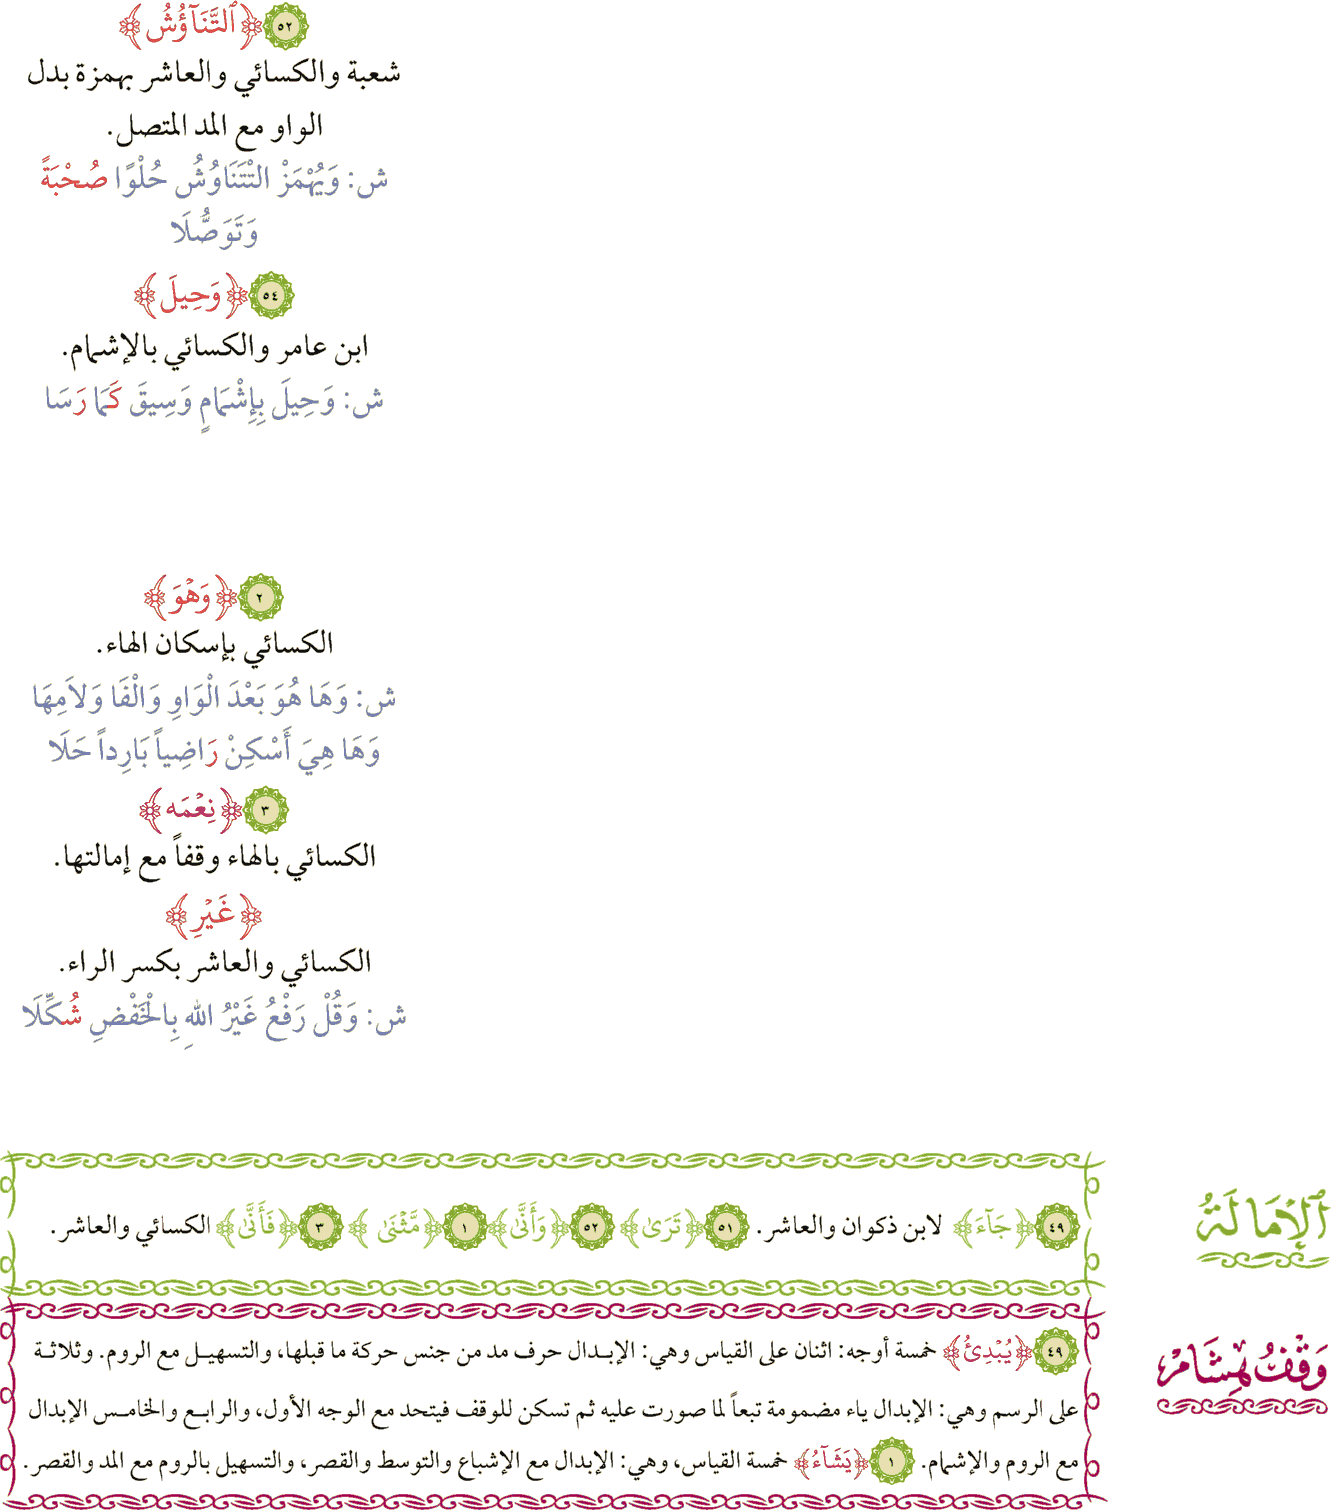 ٥٢ ﴿ٱلتَّنَآؤُشُ﴾
شعبة والكسائي والعاشر بهمزة بدل
الواو مع المد المتصل.
ش: وَيُهْمَزْ التَّنَاوُشُ حُلْوًا صُحْبَةً
وَتَوَصُّلَا
٥٤ ﴿وَحِيلَ﴾
ابن عامر والكسائي بالإشمام.
ش: وَحِيلَ بِإِشْمَامٍ وَسِيقَ كَمَا رَسَا
٢ ﴿وَهْوَ﴾
الكسائي بإسكان الهاء.
ش: وَهَا هُوَ بَعْدَ الْوَاوِ وَالْفَا وَلاَمِهَا
وَهَا هِيَ أَسْكِنْ رَاضِياً بَارِداً حَلَا
٣ ﴿نِعْمَه﴾
الكسائي بالهاء وقفاً مع إمالتها.
﴿غَيْرِ﴾
الكسائي والعاشر بكسر الراء.
ش: وَقُلْ رَفْعُ غَيْرُ اللهِ بِالْخَفْضِ شُكِّلَا
ٱلْإِمَالَةُ
٤٩ ﴿جَآءَ﴾ لابن ذكوان والعاشر. ٥١ ﴿تَرَىٰ﴾ ٥٢ ﴿وَأَنَّىٰ﴾ ١ ﴿مَّثْنَىٰ﴾ ٣ ﴿فَأَنَّىٰ﴾ الكسائي والعاشر.
وَقْفُ هِشَامٍ
٤٩ ﴿يُبْدِئُ﴾ خمسة أوجه: اثنان على القياس وهي: الإبدال حرف مد من جنس حركة ما قبلها، والتسهيل مع الروم. وثلاثة
على الرسم وهي: الإبدال ياء مضمومة تبعاً لما صورت عليه ثم تسكن للوقف فيتحد مع الوجه الأول، والرابع والخامس الإبدال
مع الروم والإشمام. ١ ﴿يَشَآءُ﴾ خمسة القياس، وهي: الإبدال مع الإشباع والتوسط والقصر، والتسهيل بالروم مع المد والقصر.